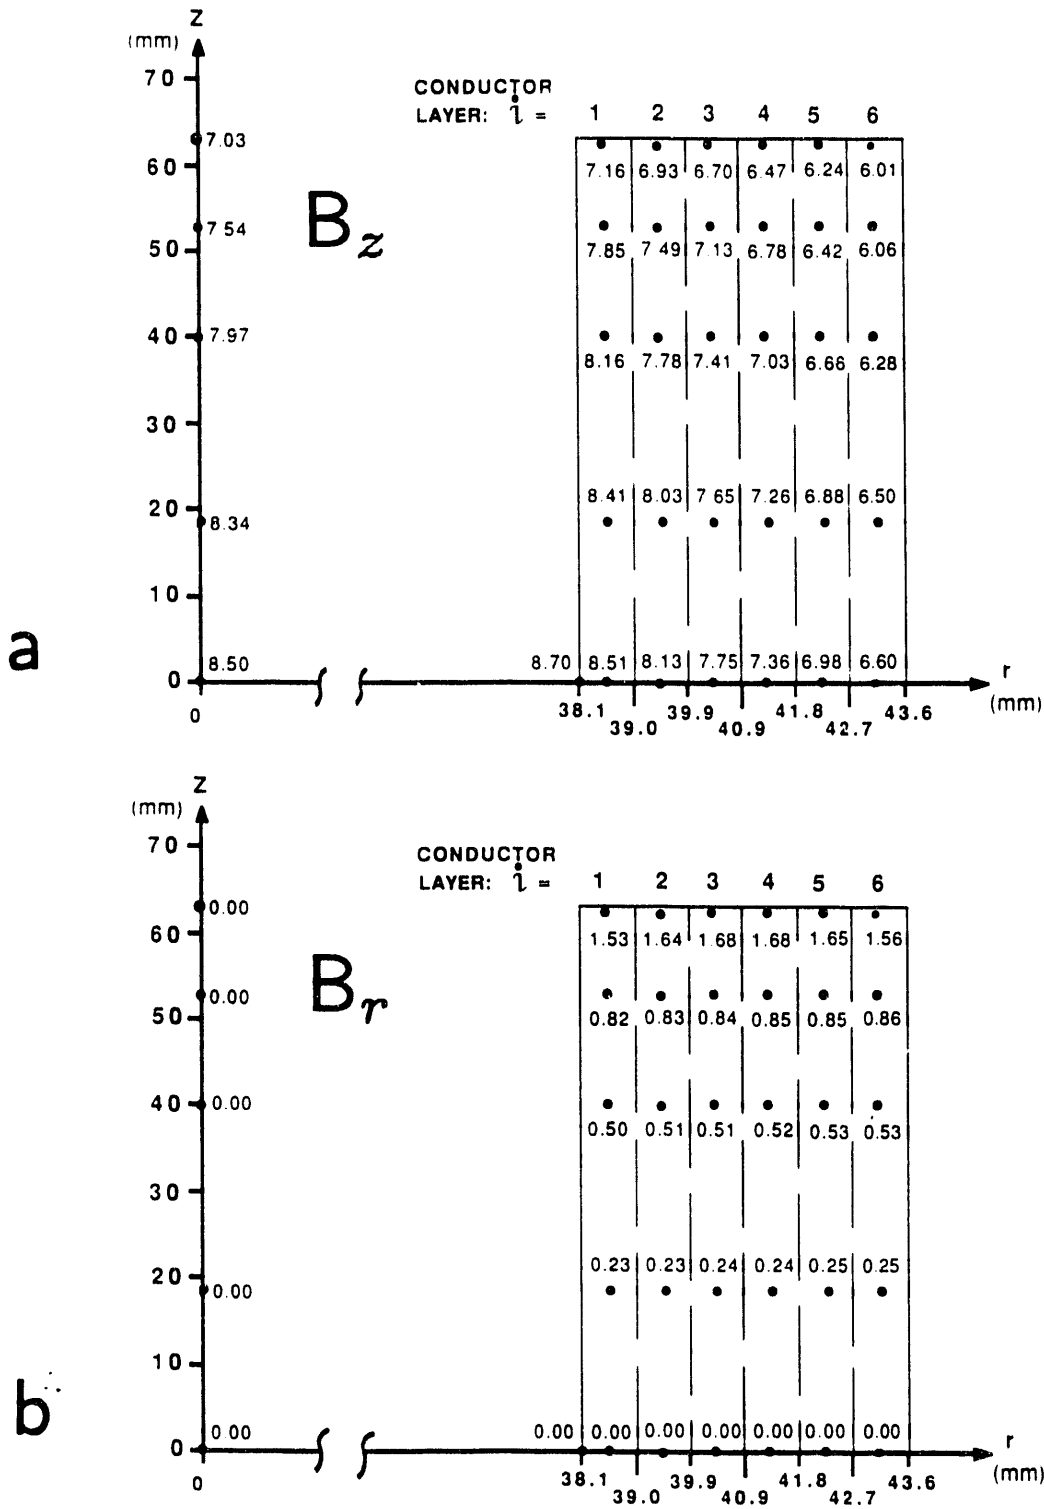 Z
(mm)
70
CONDUCTOR
LAYER: i = 1 2 3 4 5 6
7.03
60
7.16 6.93 6.70 6.47 6.24 6.01
Bz
7.54
50
7.85 7.49 7.13 6.78 6.42 6.06
40
7.97
8.16 7.78 7.41 7.03 6.66 6.28
30
8.41 8.03 7.65 7.26 6.88 6.50
20
8.34
10
a
8.50
8.70 8.51 8.13 7.75 7.36 6.98 6.60
0
r
(mm)
0
38.1 39.9 41.8 43.6
39.0 40.9 42.7
Z
(mm)
70
CONDUCTOR
LAYER: i = 1 2 3 4 5 6
0.00
60
1.53 1.64 1.68 1.68 1.65 1.56
Br
0.00
50
0.82 0.83 0.84 0.85 0.85 0.86
40
0.00
0.50 0.51 0.51 0.52 0.53 0.53
30
0.23 0.23 0.24 0.24 0.25 0.25
20
0.00
10
b
0.00
0.00 0.00 0.00 0.00 0.00 0.00 0.00
0
r
(mm)
0
38.1 39.9 41.8 43.6
39.0 40.9 42.7